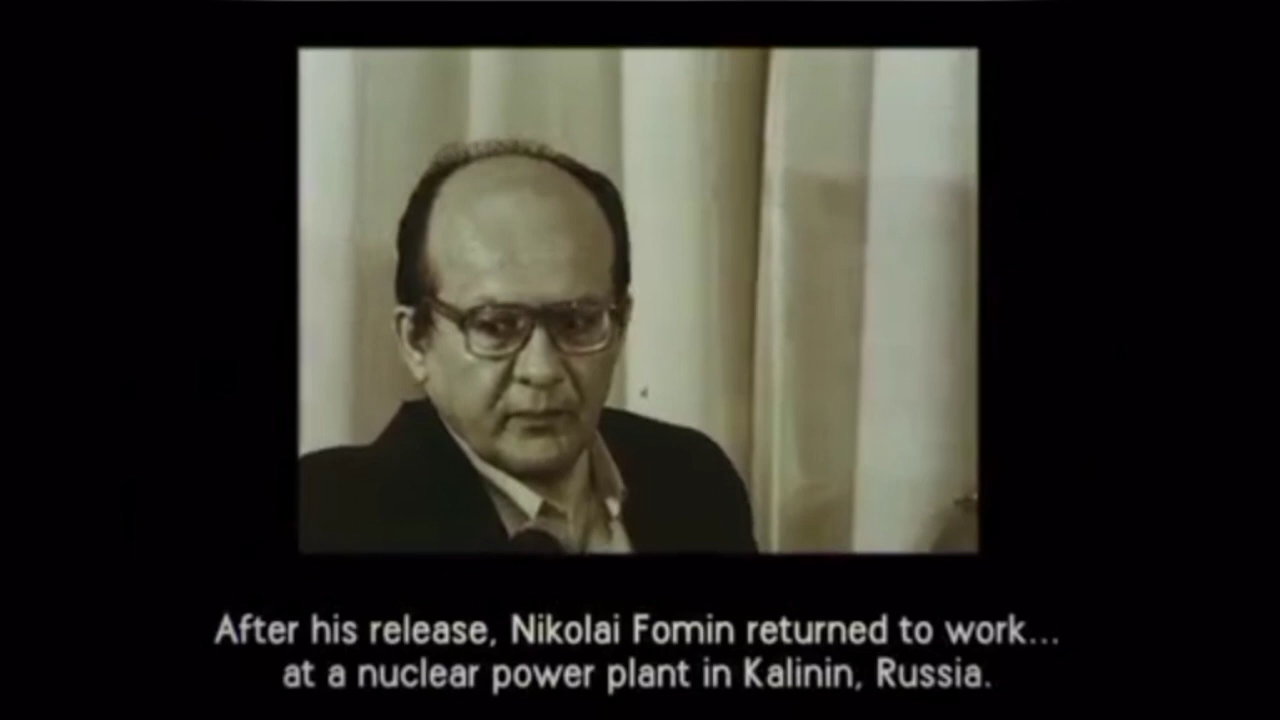 After his release, Nikolai Fomin returned to work...
at a nuclear power plant in Kalinin, Russia.